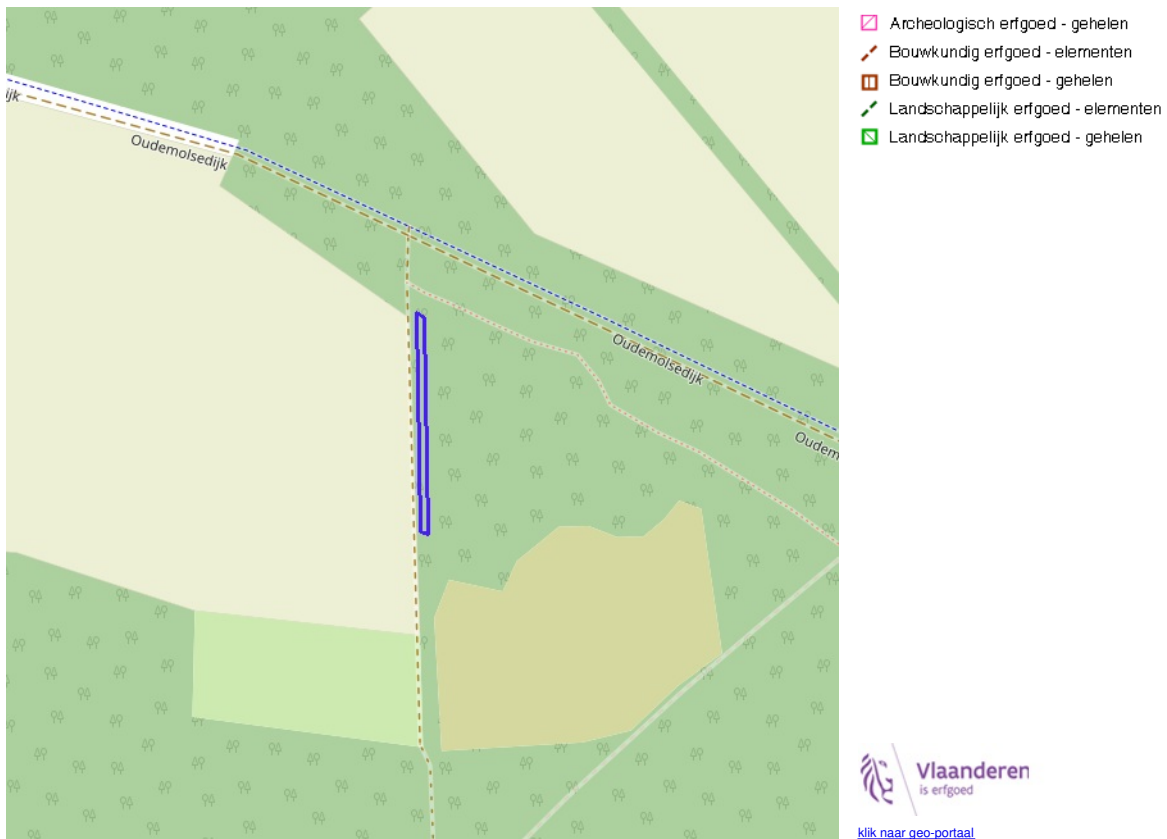 Archeologisch erfgoed - gehelen
Bouwkundig erfgoed - elementen
Bouwkundig erfgoed - gehelen
Landschappelijk erfgoed - elementen
Landschappelijk erfgoed - gehelen
ijk
Oudemolsedijk
Oudemolsedijk
Oudem
Vlaanderen
is erfgoed
klik naar geo-portaal